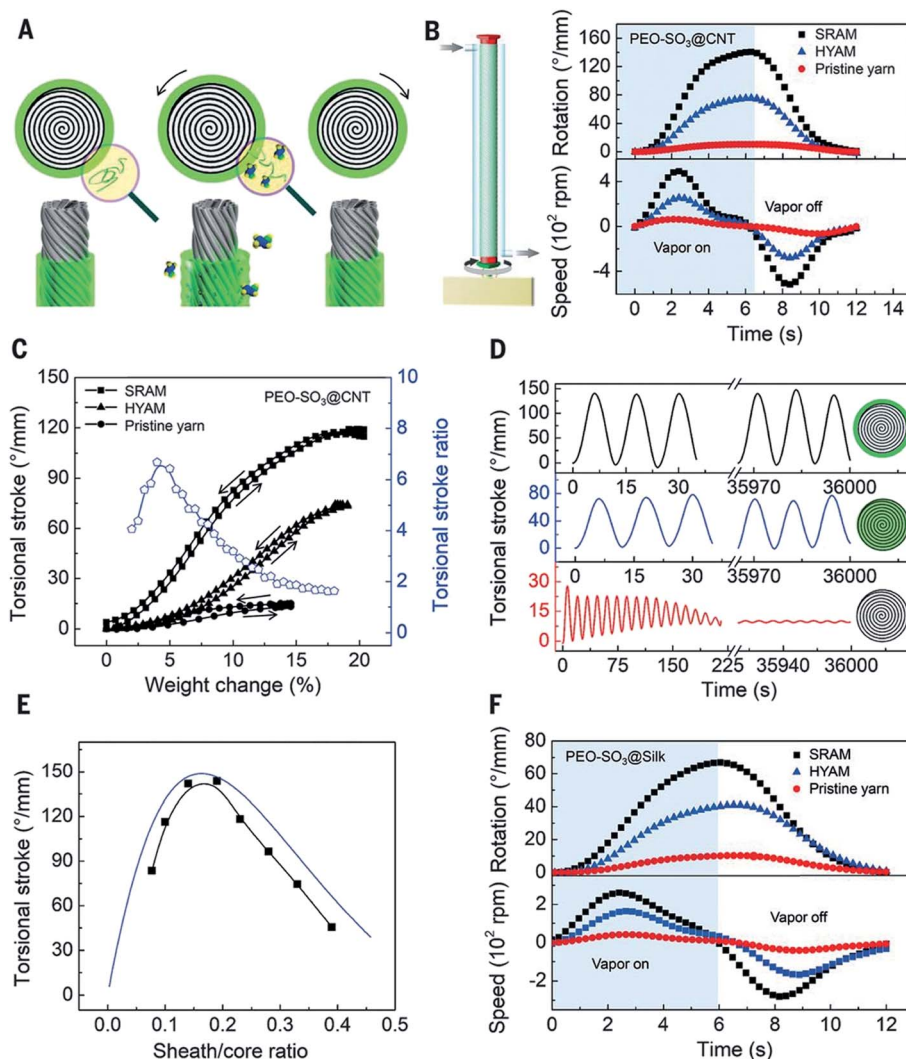 A
B
PEO-SO₃@CNT
SRAM
HYAM
Pristine yarn
Rotation (°/mm)
160
120
80
40
0
Speed (10² rpm)
4
0
-4
Vapor on
Vapor off
0 2 4 6 8 10 12 14
Time (s)
C
Torsional stroke (°/mm)
150
120
90
60
30
0
SRAM
HYAM
Pristine yarn
PEO-SO₃@CNT
10
8
6
4
2
0
Torsional stroke ratio
0 5 10 15 20
Weight change (%)
D
Torsional stroke (°/mm)
150
100
50
0
0 15 30 35970 36000
80
40
0
0 15 30 35970 36000
30
20
10
0
0 75 150 225 35940 36000
Time (s)
E
Torsional stroke (°/mm)
150
120
90
60
30
0
0.0 0.1 0.2 0.3 0.4 0.5
Sheath/core ratio
F
PEO-SO₃@Silk
SRAM
HYAM
Pristine yarn
Rotation (°/mm)
80
60
40
20
0
Speed (10² rpm)
2
0
-2
Vapor on
Vapor off
0 2 4 6 8 10 12
Time (s)